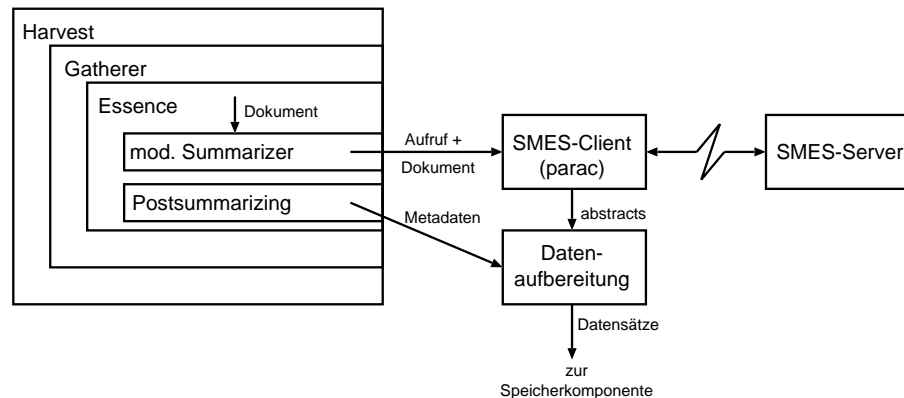 Harvest
Gatherer
Essence
Dokument
mod. Summarizer
Aufruf +
Dokument
SMES-Client
(parac)
SMES-Server
Postsummarizing
Metadaten
abstracts
Daten-
aufbereitung
Datensätze
zur
Speicherkomponente